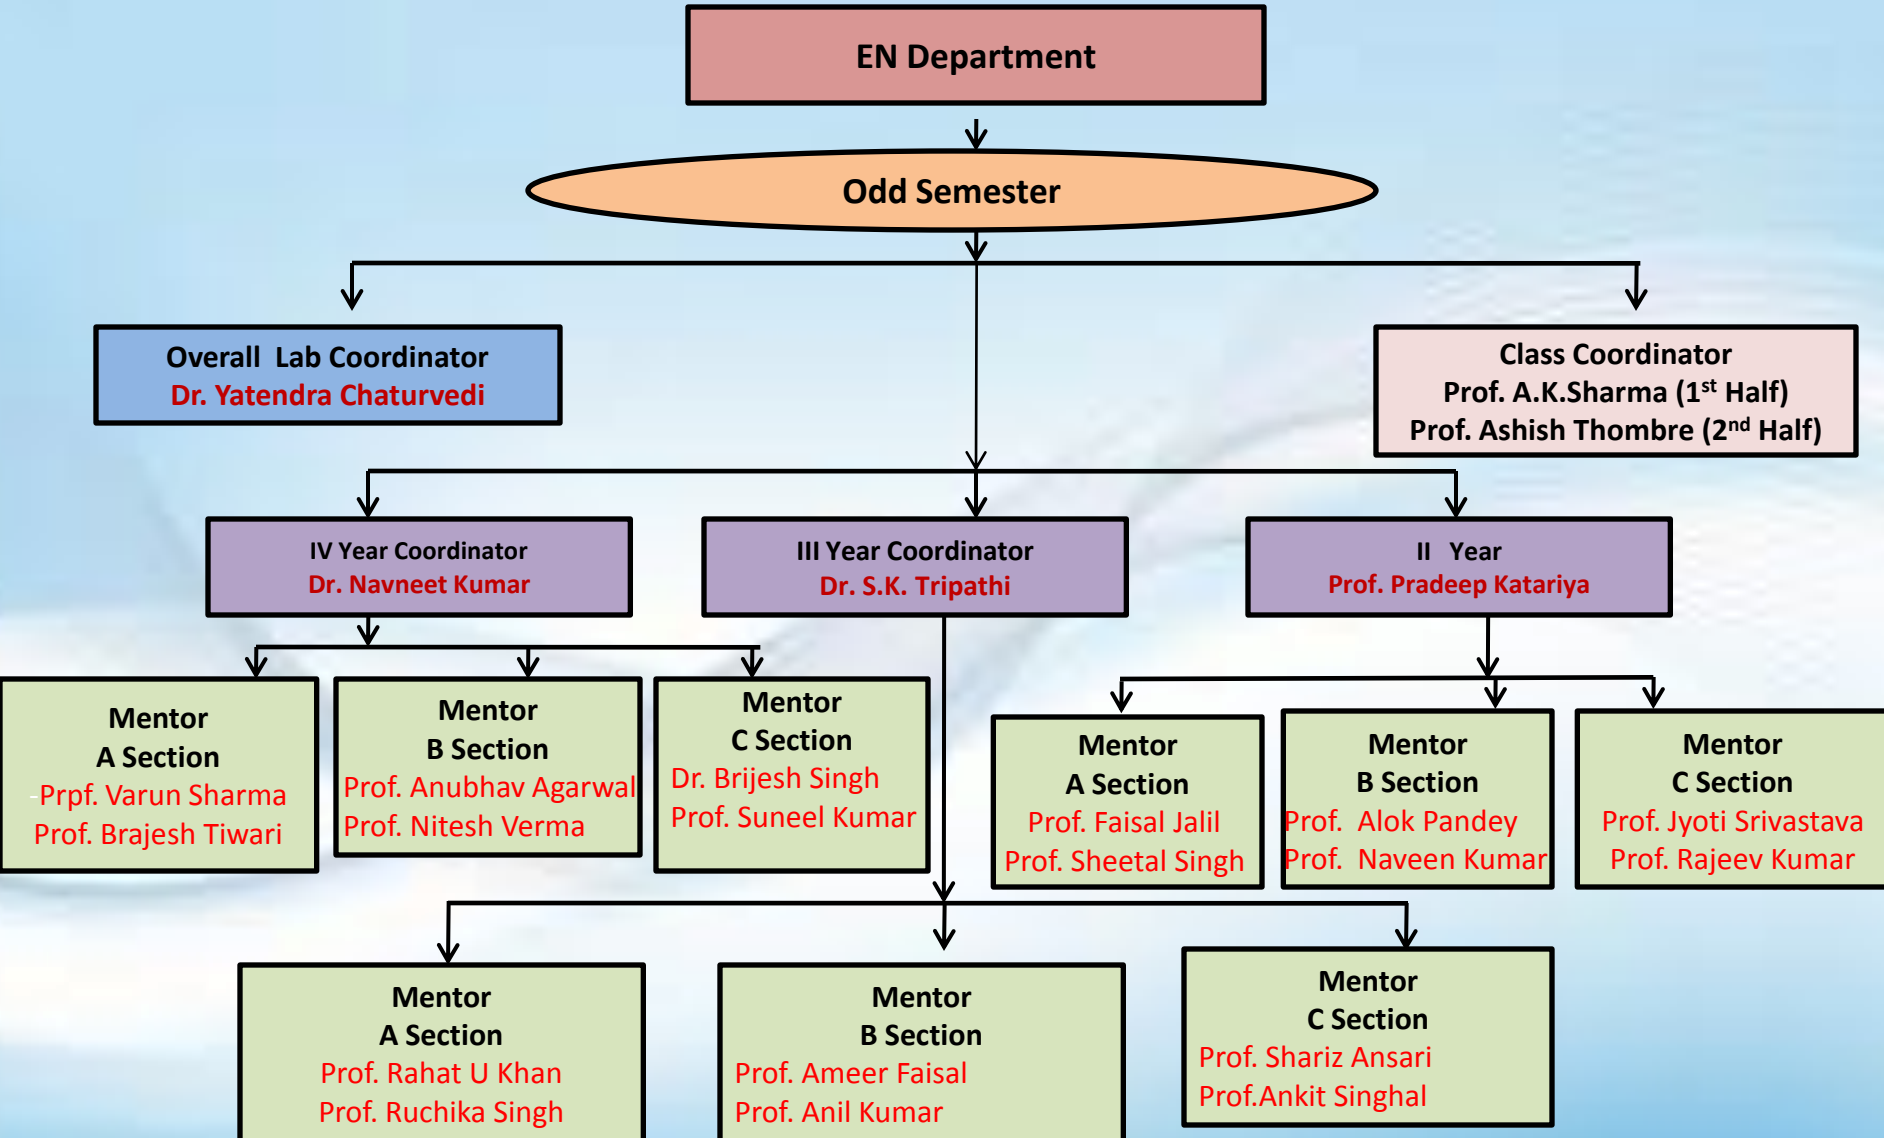 EN Department
Odd Semester
Overall Lab Coordinator
Dr. Yatendra Chaturvedi
Class Coordinator
Prof. A.K.Sharma (1st Half)
Prof. Ashish Thombre (2nd Half)
IV Year Coordinator
Dr. Navneet Kumar
III Year Coordinator
Dr. S.K. Tripathi
II Year
Prof. Pradeep Katariya
Mentor
A Section
-Prpf. Varun Sharma
Prof. Brajesh Tiwari
Mentor
B Section
Prof. Anubhav Agarwal
Prof. Nitesh Verma
Mentor
C Section
Dr. Brijesh Singh
Prof. Suneel Kumar
Mentor
A Section
Prof. Faisal Jalil
Prof. Sheetal Singh
Mentor
B Section
Prof. Alok Pandey
Prof. Naveen Kumar
Mentor
C Section
Prof. Jyoti Srivastava
Prof. Rajeev Kumar
Mentor
A Section
Prof. Rahat U Khan
Prof. Ruchika Singh
Mentor
B Section
Prof. Ameer Faisal
Prof. Anil Kumar
Mentor
C Section
Prof. Shariz Ansari
Prof.Ankit Singhal